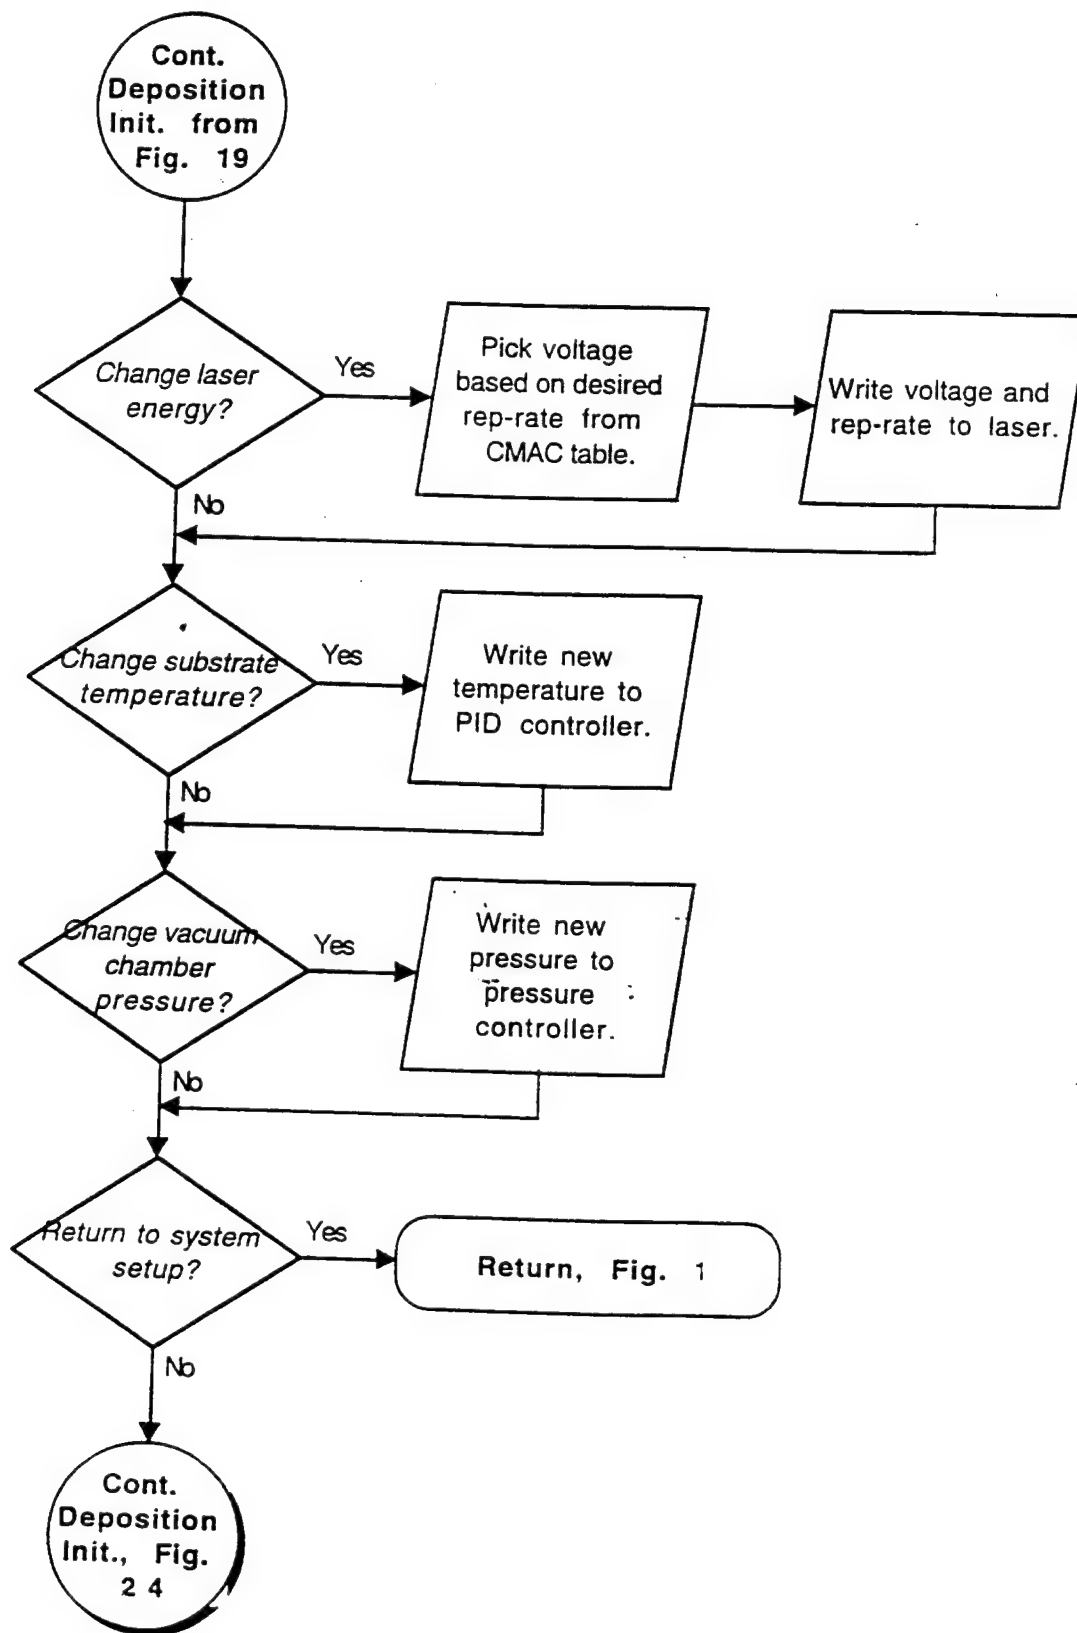 Cont.
Deposition
Init. from
Fig. 19
Change laser
energy?
Yes
Pick voltage
based on desired
rep-rate from
CMAC table.
Write voltage and
rep-rate to laser.
No
Change substrate
temperature?
Yes
Write new
temperature to
PID controller.
No
Change vacuum
chamber
pressure?
Yes
Write new
pressure to
pressure
controller.
No
Return to system
setup?
Yes
Return, Fig. 1
No
Cont.
Deposition
Init., Fig.
2 4